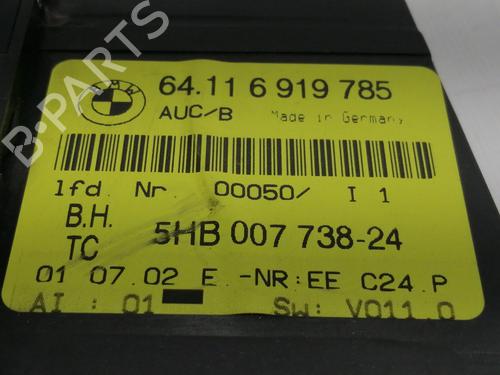 B-PARTS
BMW
64.11 6 919 785
AUC/B Made in Germany
lfd. Nr. 00050/ I 1
B.H.
TC 5HB 007 738-24
01 07.02 E.-NR:EE C24.P
AI : 01 SW: V011.0